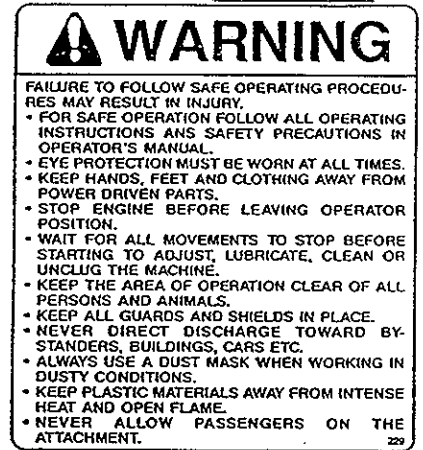 WARNING
FAILURE TO FOLLOW SAFE OPERATING PROCEDU-
RES MAY RESULT IN INJURY.
• FOR SAFE OPERATION FOLLOW ALL OPERATING
INSTRUCTIONS ANS SAFETY PRECAUTIONS IN
OPERATOR'S MANUAL.
• EYE PROTECTION MUST BE WORN AT ALL TIMES.
• KEEP HANDS, FEET AND CLOTHING AWAY FROM
POWER DRIVEN PARTS.
• STOP ENGINE BEFORE LEAVING OPERATOR
POSITION.
• WAIT FOR ALL MOVEMENTS TO STOP BEFORE
STARTING TO ADJUST, LUBRICATE, CLEAN OR
UNCLUG THE MACHINE.
• KEEP THE AREA OF OPERATION CLEAR OF ALL
PERSONS AND ANIMALS.
• KEEP ALL GUARDS AND SHIELDS IN PLACE.
• NEVER DIRECT DISCHARGE TOWARD BY-
STANDERS, BUILDINGS, CARS ETC.
• ALWAYS USE A DUST MASK WHEN WORKING IN
DUSTY CONDITIONS.
• KEEP PLASTIC MATERIALS AWAY FROM INTENSE
HEAT AND OPEN FLAME.
• NEVER ALLOW PASSENGERS ON THE
ATTACHMENT. 229